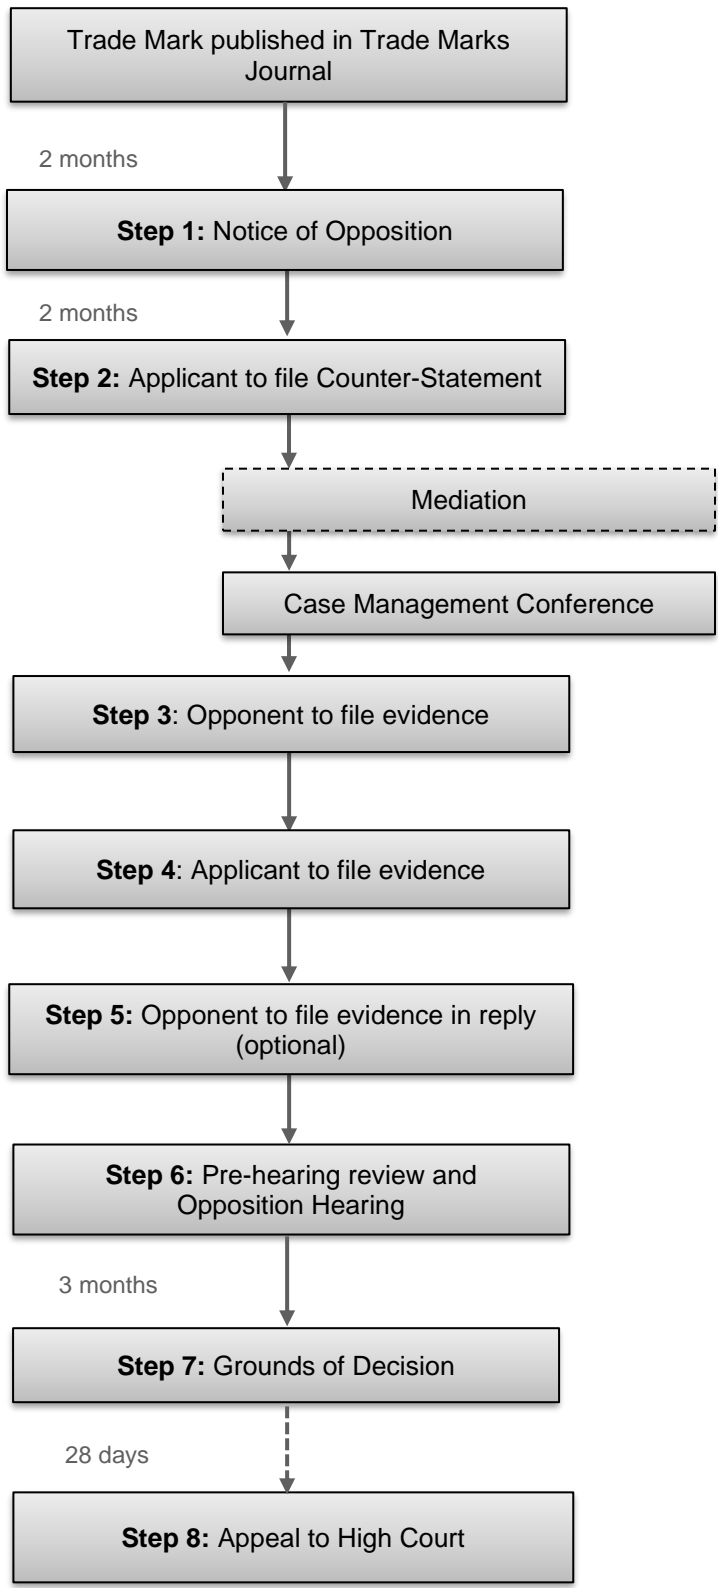 Trade Mark published in Trade Marks
Journal
2 months
Step 1: Notice of Opposition
2 months
Step 2: Applicant to file Counter-Statement
Mediation
Case Management Conference
Step 3: Opponent to file evidence
Step 4: Applicant to file evidence
Step 5: Opponent to file evidence in reply
(optional)
Step 6: Pre-hearing review and
Opposition Hearing
3 months
Step 7: Grounds of Decision
28 days
Step 8: Appeal to High Court